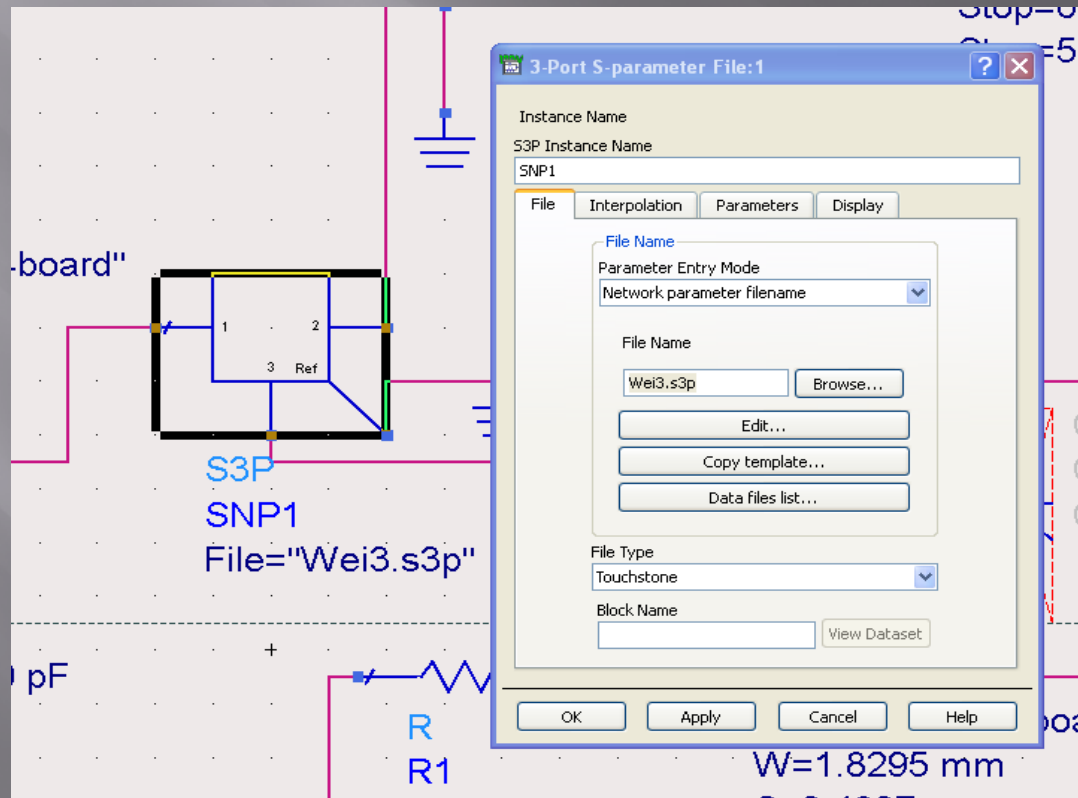 3-Port S-parameter File:1
=5
Instance Name
S3P Instance Name
SNP1
File Interpolation Parameters Display
File Name
Parameter Entry Mode
Network parameter filename
File Name
Wei3.s3p Browse...
Edit...
Copy template...
Data files list...
File Type
Touchstone
Block Name
View Dataset
OK Apply Cancel Help
-board"
1 2
3 Ref
S3P
SNP1
File="Wei3.s3p"
pF
R
R1
W=1.8295 mm